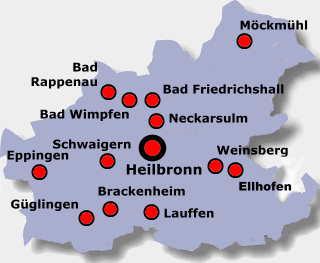 Möckmühl
Bad
Rappenau
Bad Friedrichshall
Bad Wimpfen
Neckarsulm
Schwaigern
Weinsberg
Eppingen
Heilbronn
Ellhofen
Brackenheim
Güglingen
Lauffen